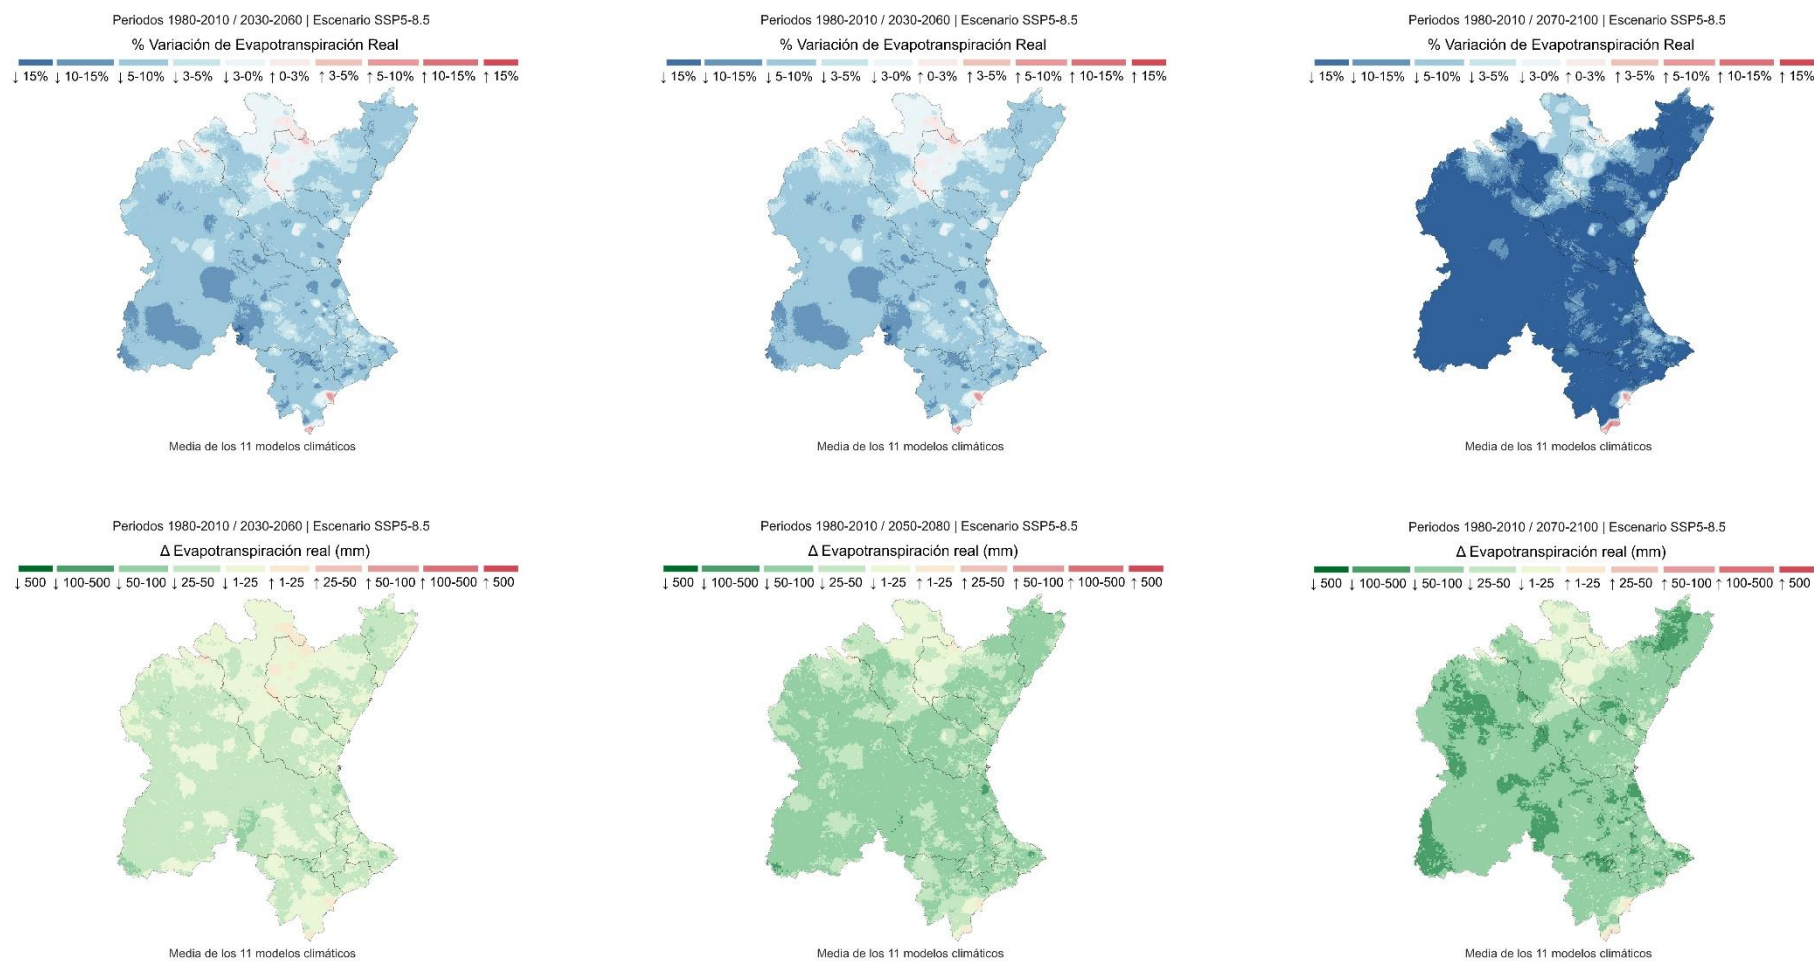 Periodos 1980-2010 / 2030-2060 | Escenario SSP5-8.5
% Variación de Evapotranspiración Real
↓ 15% ↓ 10-15% ↓ 5-10% ↓ 3-5% ↓ 3-0% ↑ 0-3% ↑ 3-5% ↑ 5-10% ↑ 10-15% ↑ 15%
Media de los 11 modelos climáticos
Periodos 1980-2010 / 2030-2060 | Escenario SSP5-8.5
% Variación de Evapotranspiración Real
↓ 15% ↓ 10-15% ↓ 5-10% ↓ 3-5% ↓ 3-0% ↑ 0-3% ↑ 3-5% ↑ 5-10% ↑ 10-15% ↑ 15%
Media de los 11 modelos climáticos
Periodos 1980-2010 / 2070-2100 | Escenario SSP5-8.5
% Variación de Evapotranspiración Real
↓ 15% ↓ 10-15% ↓ 5-10% ↓ 3-5% ↓ 3-0% ↑ 0-3% ↑ 3-5% ↑ 5-10% ↑ 10-15% ↑ 15%
Media de los 11 modelos climáticos
Periodos 1980-2010 / 2030-2060 | Escenario SSP5-8.5
Δ Evapotranspiración real (mm)
↓ 500 ↓ 100-500 ↓ 50-100 ↓ 25-50 ↓ 1-25 ↑ 1-25 ↑ 25-50 ↑ 50-100 ↑ 100-500 ↑ 500
Media de los 11 modelos climáticos
Periodos 1980-2010 / 2050-2080 | Escenario SSP5-8.5
Δ Evapotranspiración real (mm)
↓ 500 ↓ 100-500 ↓ 50-100 ↓ 25-50 ↓ 1-25 ↑ 1-25 ↑ 25-50 ↑ 50-100 ↑ 100-500 ↑ 500
Media de los 11 modelos climáticos
Periodos 1980-2010 / 2070-2100 | Escenario SSP5-8.5
Δ Evapotranspiración real (mm)
↓ 500 ↓ 100-500 ↓ 50-100 ↓ 25-50 ↓ 1-25 ↑ 1-25 ↑ 25-50 ↑ 50-100 ↑ 100-500 ↑ 500
Media de los 11 modelos climáticos